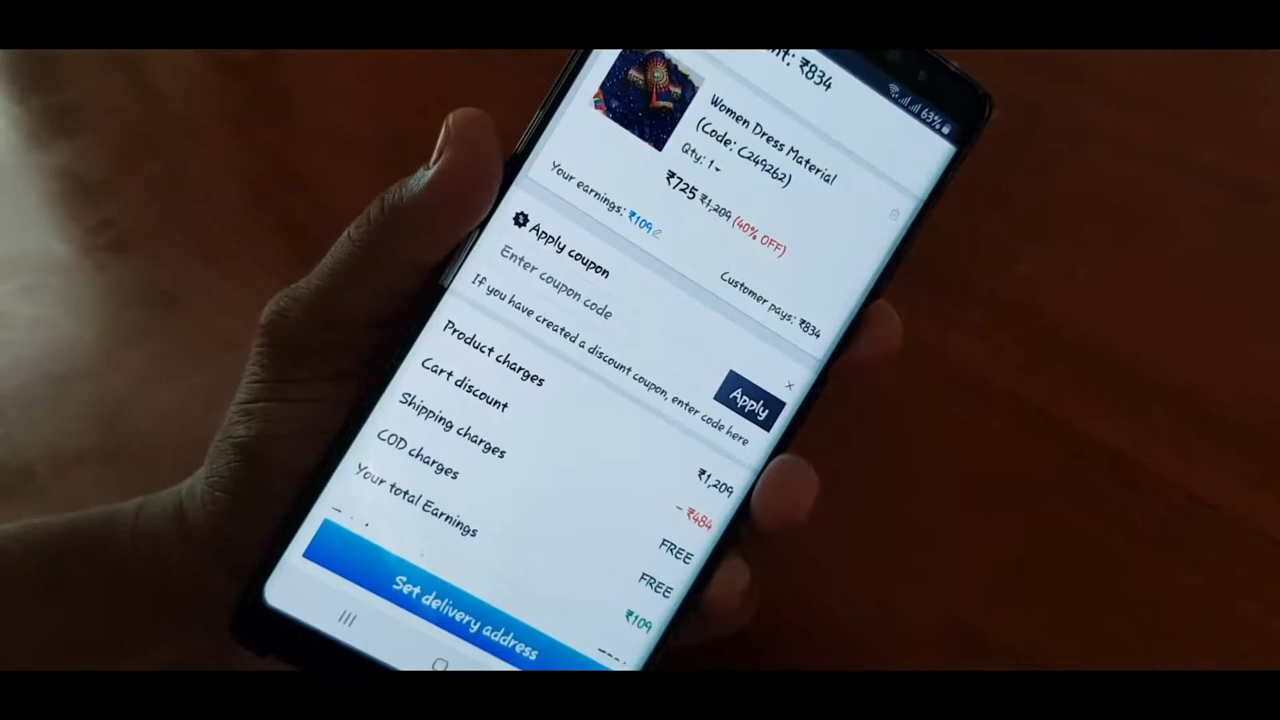 nt: ₹834
63%
Women Dress Material
(Code: C249262)
Qty: 1
₹725 ₹1,209 (40% OFF)
Your earnings: ₹109
Customer pays: ₹834
Apply coupon
Enter coupon code
Apply
If you have created a discount coupon, enter code here
Product charges ₹1,209
Cart discount - ₹484
Shipping charges FREE
COD charges FREE
Your total Earnings ₹109
Set delivery address